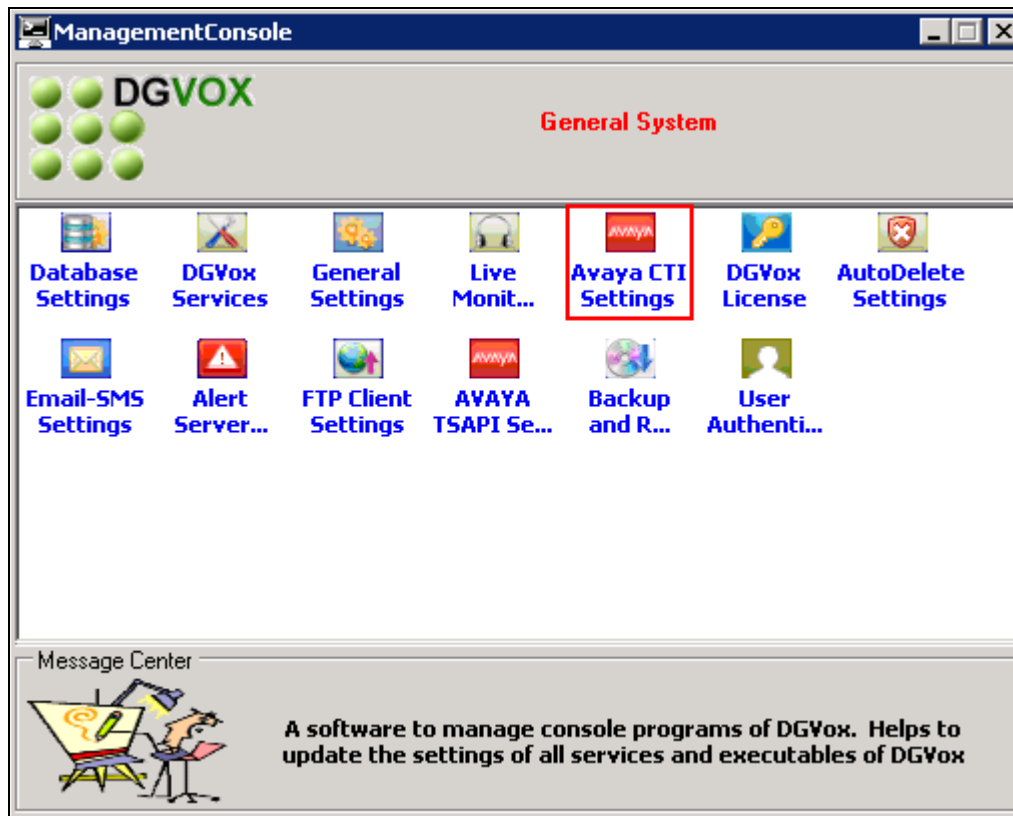 ManagementConsole
DGVOX
General System
Database Settings
DGVox Services
General Settings
Live Monit...
Avaya CTI Settings
DGVox License
AutoDelete Settings
Email-SMS Settings
Alert Server...
FTP Client Settings
AVAYA TSAPI Se...
Backup and R...
User Authenti...
Message Center
A software to manage console programs of DGVox. Helps to
update the settings of all services and executables of DGVox